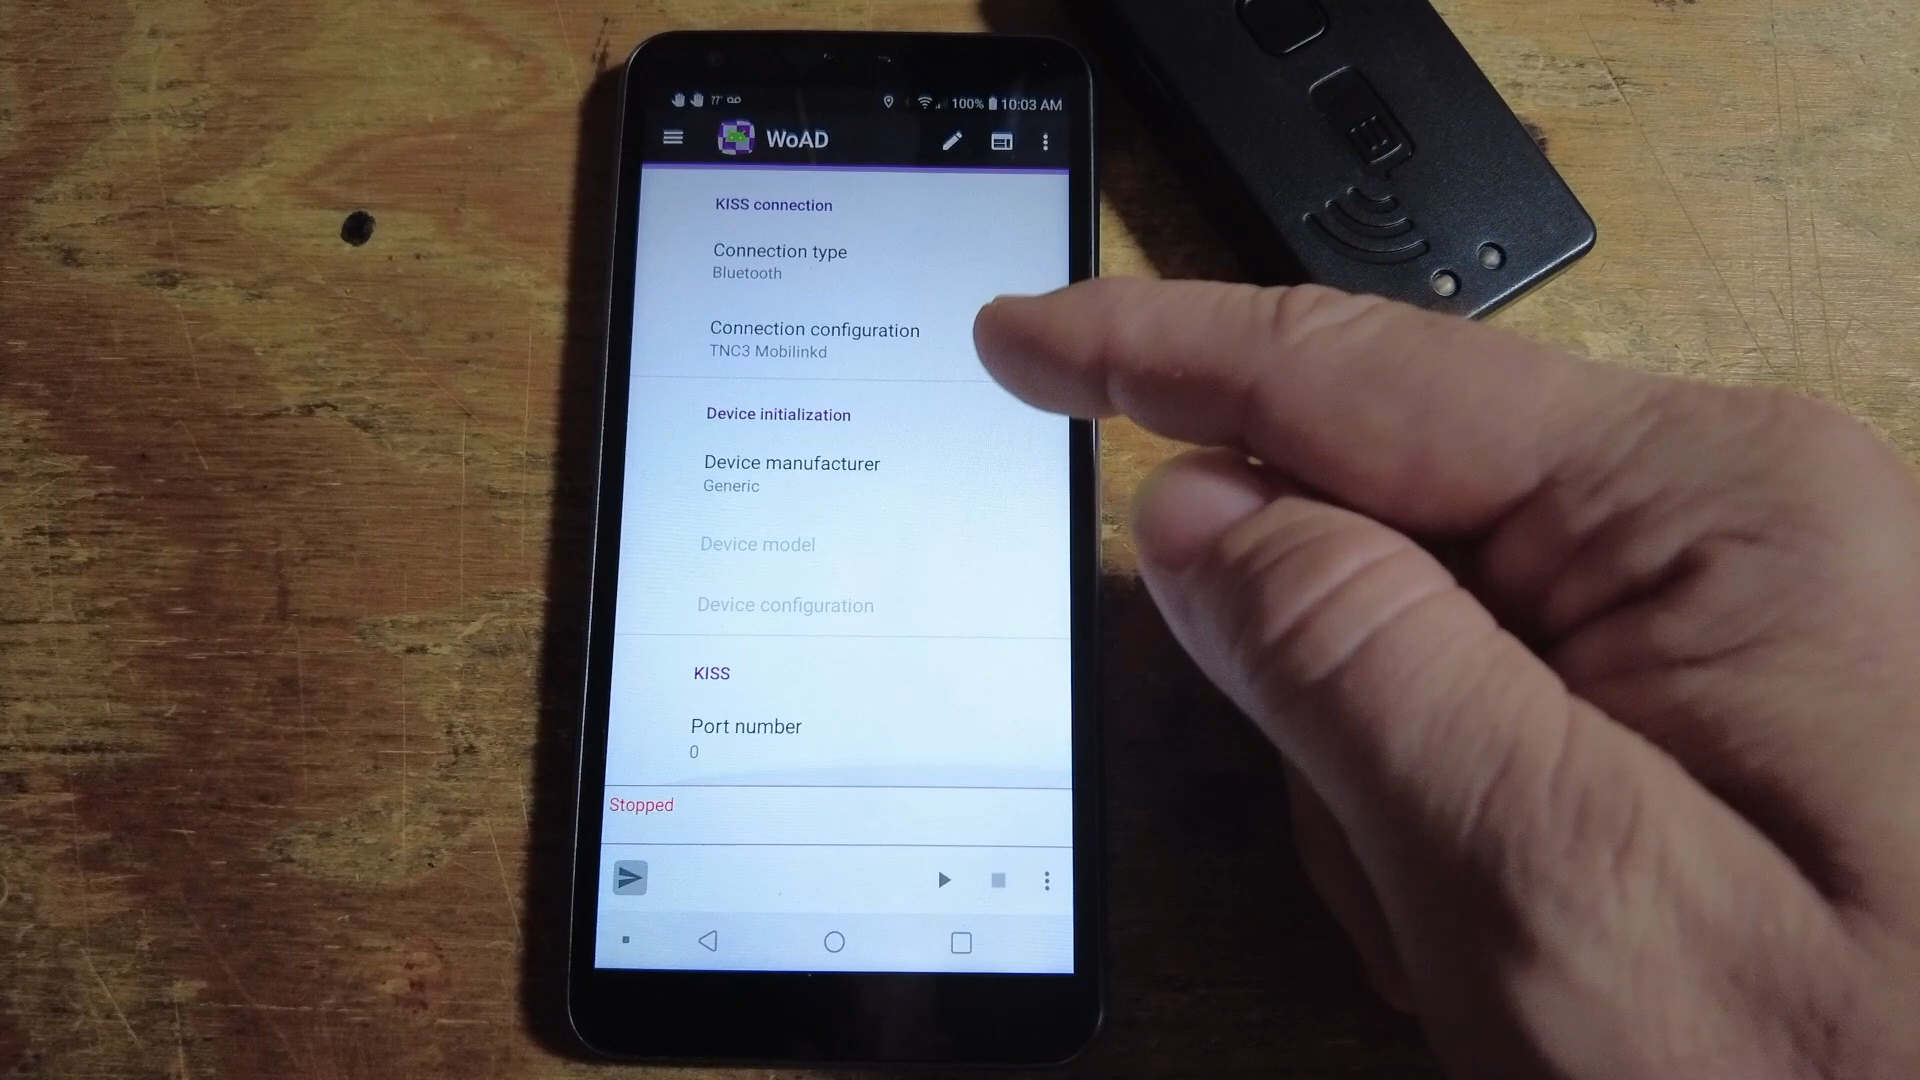 77° 100% 10:03 AM
WoAD
KISS connection
Connection type
Bluetooth
Connection configuration
TNC3 Mobilinkd
Device initialization
Device manufacturer
Generic
Device model
Device configuration
KISS
Port number
0
Stopped